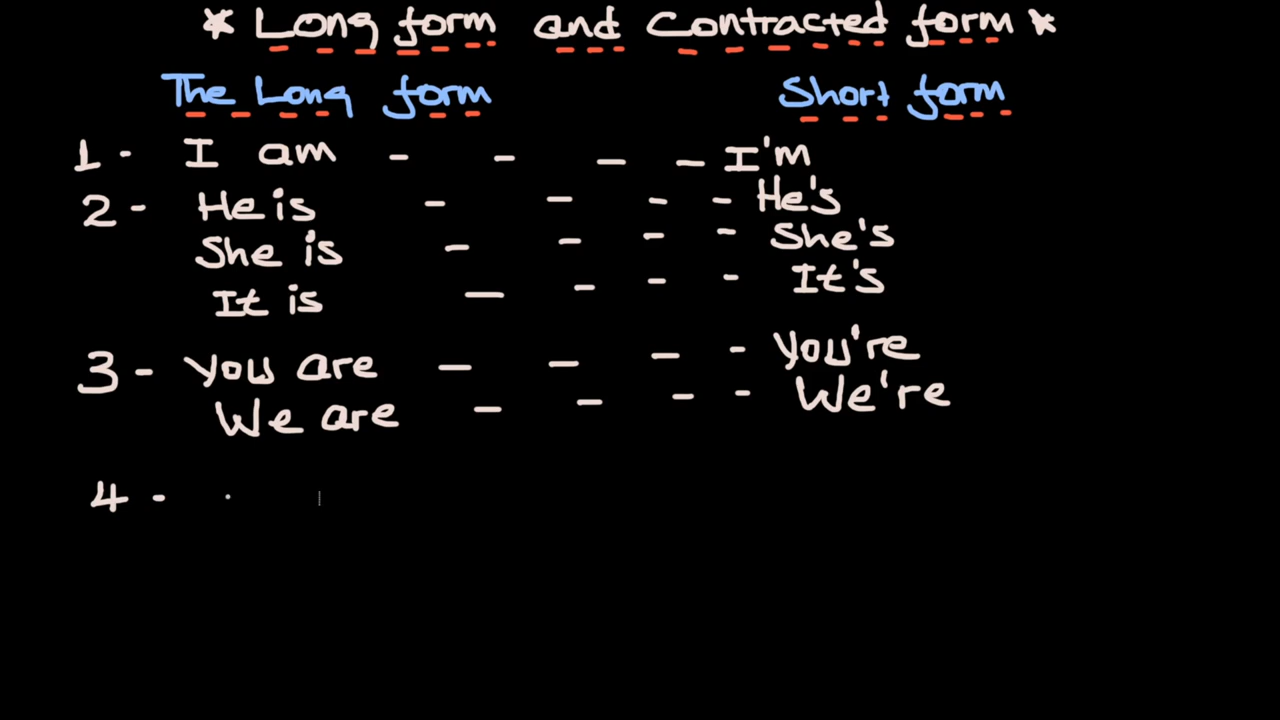 * Long form and Contracted form *
The Long form Short form
1 - I am - - - - I'm
2 - He is - - - - He's
She is - - - - She's
It is - - - - It's
3 - You are - - - - You're
We are - - - - We're
4 - .